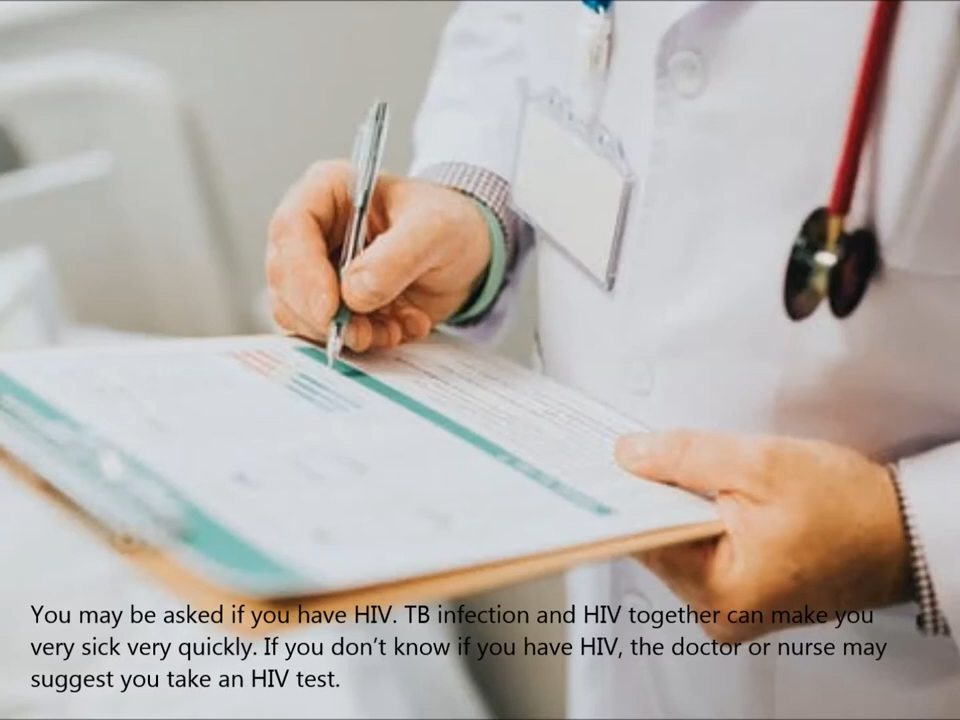 You may be asked if you have HIV. TB infection and HIV together can make you
very sick very quickly. If you don’t know if you have HIV, the doctor or nurse may
suggest you take an HIV test.